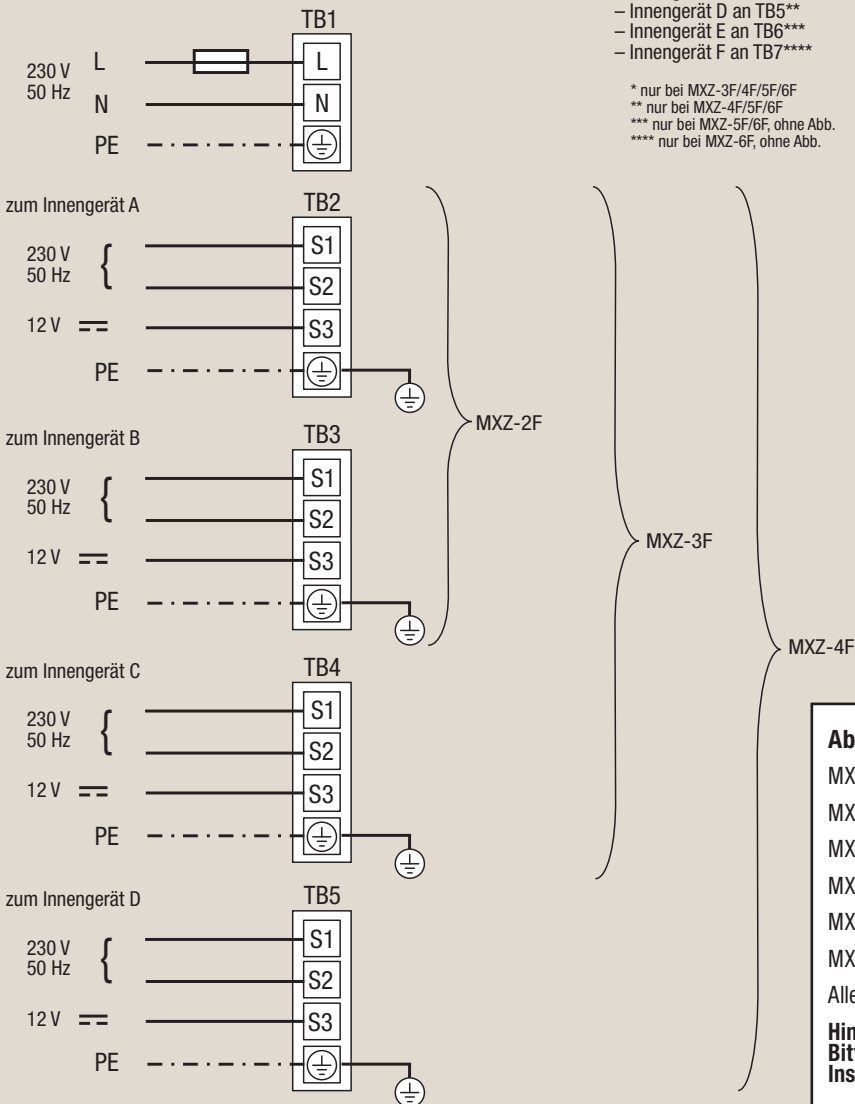 – Innengerät D an TB5**
– Innengerät E an TB6***
– Innengerät F an TB7****
* nur bei MXZ-3F/4F/5F/6F
** nur bei MXZ-4F/5F/6F
*** nur bei MXZ-5F/6F, ohne Abb.
**** nur bei MXZ-6F, ohne Abb.
TB1
230 V
50 Hz
L
L
N
N
PE
zum Innengerät A
TB2
230 V
50 Hz
{
S1
S2
12 V
S3
PE
MXZ-2F
zum Innengerät B
TB3
230 V
50 Hz
{
S1
S2
12 V
S3
PE
MXZ-3F
zum Innengerät C
TB4
230 V
50 Hz
{
S1
S2
12 V
S3
PE
MXZ-4F
zum Innengerät D
TB5
230 V
50 Hz
{
S1
S2
12 V
S3
PE